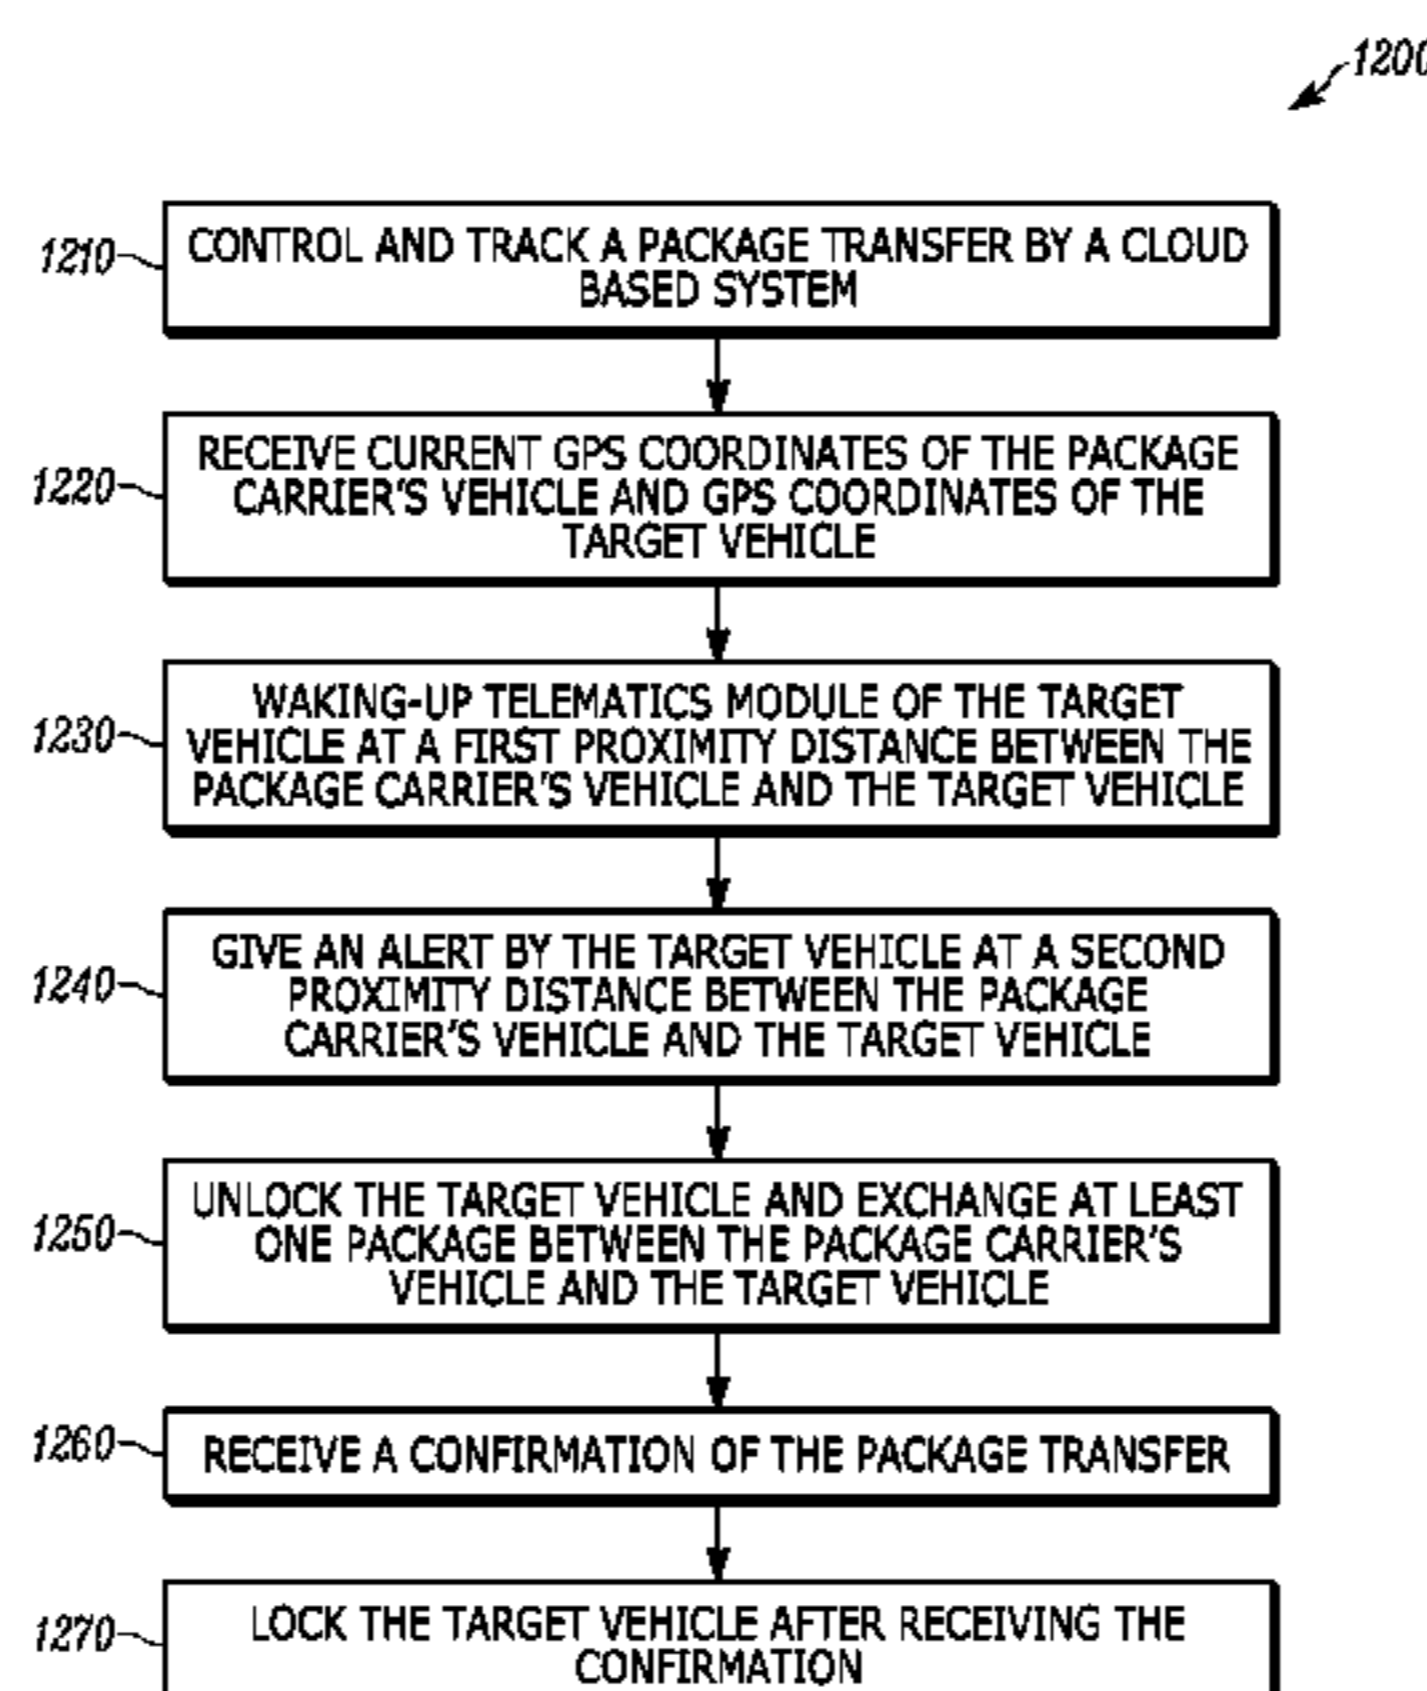 1200
1210
CONTROL AND TRACK A PACKAGE TRANSFER BY A CLOUD
BASED SYSTEM
1220
RECEIVE CURRENT GPS COORDINATES OF THE PACKAGE
CARRIER'S VEHICLE AND GPS COORDINATES OF THE
TARGET VEHICLE
1230
WAKING-UP TELEMATICS MODULE OF THE TARGET
VEHICLE AT A FIRST PROXIMITY DISTANCE BETWEEN THE
PACKAGE CARRIER'S VEHICLE AND THE TARGET VEHICLE
1240
GIVE AN ALERT BY THE TARGET VEHICLE AT A SECOND
PROXIMITY DISTANCE BETWEEN THE PACKAGE
CARRIER'S VEHICLE AND THE TARGET VEHICLE
1250
UNLOCK THE TARGET VEHICLE AND EXCHANGE AT LEAST
ONE PACKAGE BETWEEN THE PACKAGE CARRIER'S
VEHICLE AND THE TARGET VEHICLE
1260
RECEIVE A CONFIRMATION OF THE PACKAGE TRANSFER
1270
LOCK THE TARGET VEHICLE AFTER RECEIVING THE
CONFIRMATION